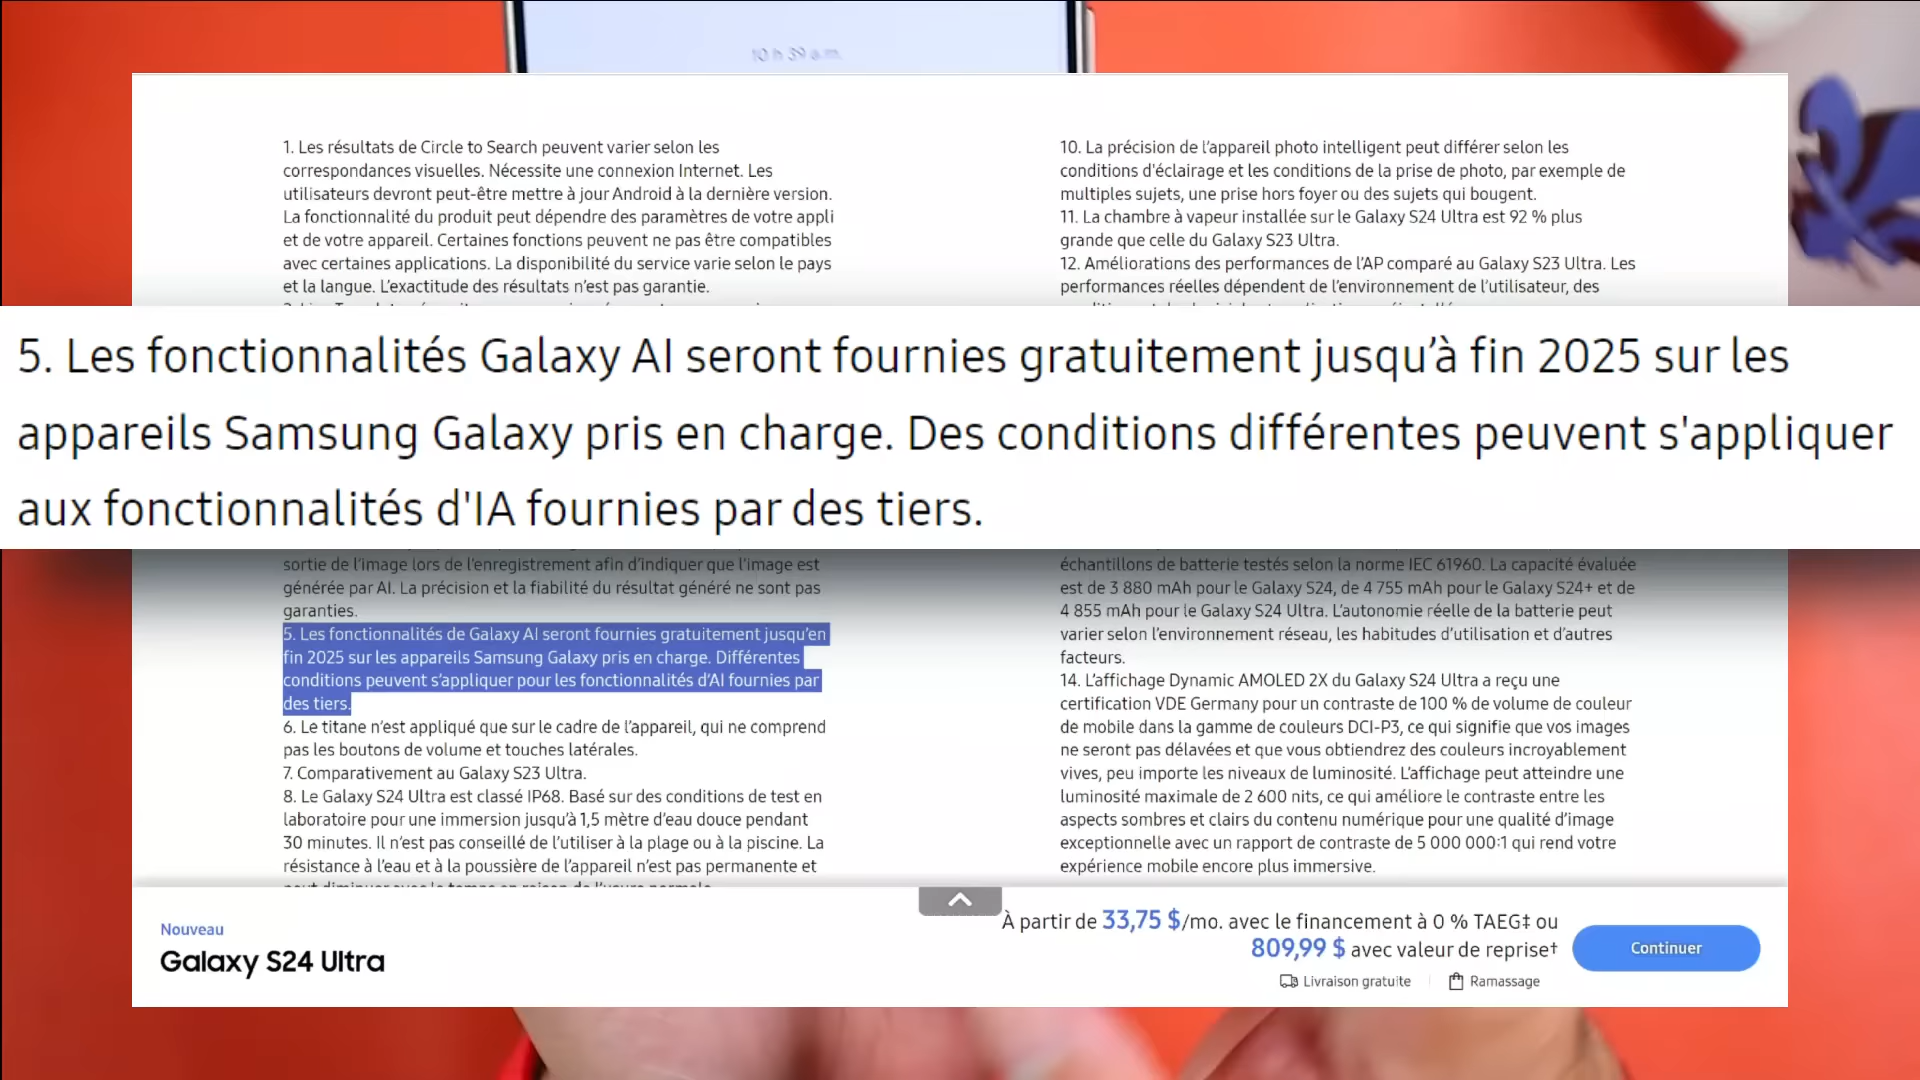 10 h 39 a.m.
1. Les résultats de Circle to Search peuvent varier selon les
correspondances visuelles. Nécessite une connexion Internet. Les
utilisateurs devront peut-être mettre à jour Android à la dernière version.
La fonctionnalité du produit peut dépendre des paramètres de votre appli
et de votre appareil. Certaines fonctions peuvent ne pas être compatibles
avec certaines applications. La disponibilité du service varie selon le pays
et la langue. L’exactitude des résultats n’est pas garantie.
5. Les fonctionnalités Galaxy AI seront fournies gratuitement jusqu’à fin 2025 sur les
appareils Samsung Galaxy pris en charge. Des conditions différentes peuvent s'appliquer
aux fonctionnalités d'IA fournies par des tiers.
sortie de l’image lors de l’enregistrement afin d’indiquer que l’image est
générée par AI. La précision et la fiabilité du résultat généré ne sont pas
garanties.
5. Les fonctionnalités de Galaxy AI seront fournies gratuitement jusqu’en
fin 2025 sur les appareils Samsung Galaxy pris en charge. Différentes
conditions peuvent s’appliquer pour les fonctionnalités d’AI fournies par
des tiers.
6. Le titane n’est appliqué que sur le cadre de l’appareil, qui ne comprend
pas les boutons de volume et touches latérales.
7. Comparativement au Galaxy S23 Ultra.
8. Le Galaxy S24 Ultra est classé IP68. Basé sur des conditions de test en
laboratoire pour une immersion jusqu’à 1,5 mètre d’eau douce pendant
30 minutes. Il n’est pas conseillé de l’utiliser à la plage ou à la piscine. La
résistance à l’eau et à la poussière de l’appareil n’est pas permanente et
10. La précision de l’appareil photo intelligent peut différer selon les
conditions d'éclairage et les conditions de la prise de photo, par exemple de
multiples sujets, une prise hors foyer ou des sujets qui bougent.
11. La chambre à vapeur installée sur le Galaxy S24 Ultra est 92 % plus
grande que celle du Galaxy S23 Ultra.
12. Améliorations des performances de l’AP comparé au Galaxy S23 Ultra. Les
performances réelles dépendent de l’environnement de l’utilisateur, des
échantillons de batterie testés selon la norme IEC 61960. La capacité évaluée
est de 3 880 mAh pour le Galaxy S24, de 4 755 mAh pour le Galaxy S24+ et de
4 855 mAh pour le Galaxy S24 Ultra. L’autonomie réelle de la batterie peut
varier selon l’environnement réseau, les habitudes d’utilisation et d’autres
facteurs.
14. L’affichage Dynamic AMOLED 2X du Galaxy S24 Ultra a reçu une
certification VDE Germany pour un contraste de 100 % de volume de couleur
de mobile dans la gamme de couleurs DCI-P3, ce qui signifie que vos images
ne seront pas délavées et que vous obtiendrez des couleurs incroyablement
vives, peu importe les niveaux de luminosité. L’affichage peut atteindre une
luminosité maximale de 2 600 nits, ce qui améliore le contraste entre les
aspects sombres et clairs du contenu numérique pour une qualité d’image
exceptionnelle avec un rapport de contraste de 5 000 000:1 qui rend votre
expérience mobile encore plus immersive.
Nouveau
Galaxy S24 Ultra
À partir de 33,75 $/mo. avec le financement à 0 % TAEG‡ ou
809,99 $ avec valeur de reprise†
Livraison gratuite
Ramassage
Continuer